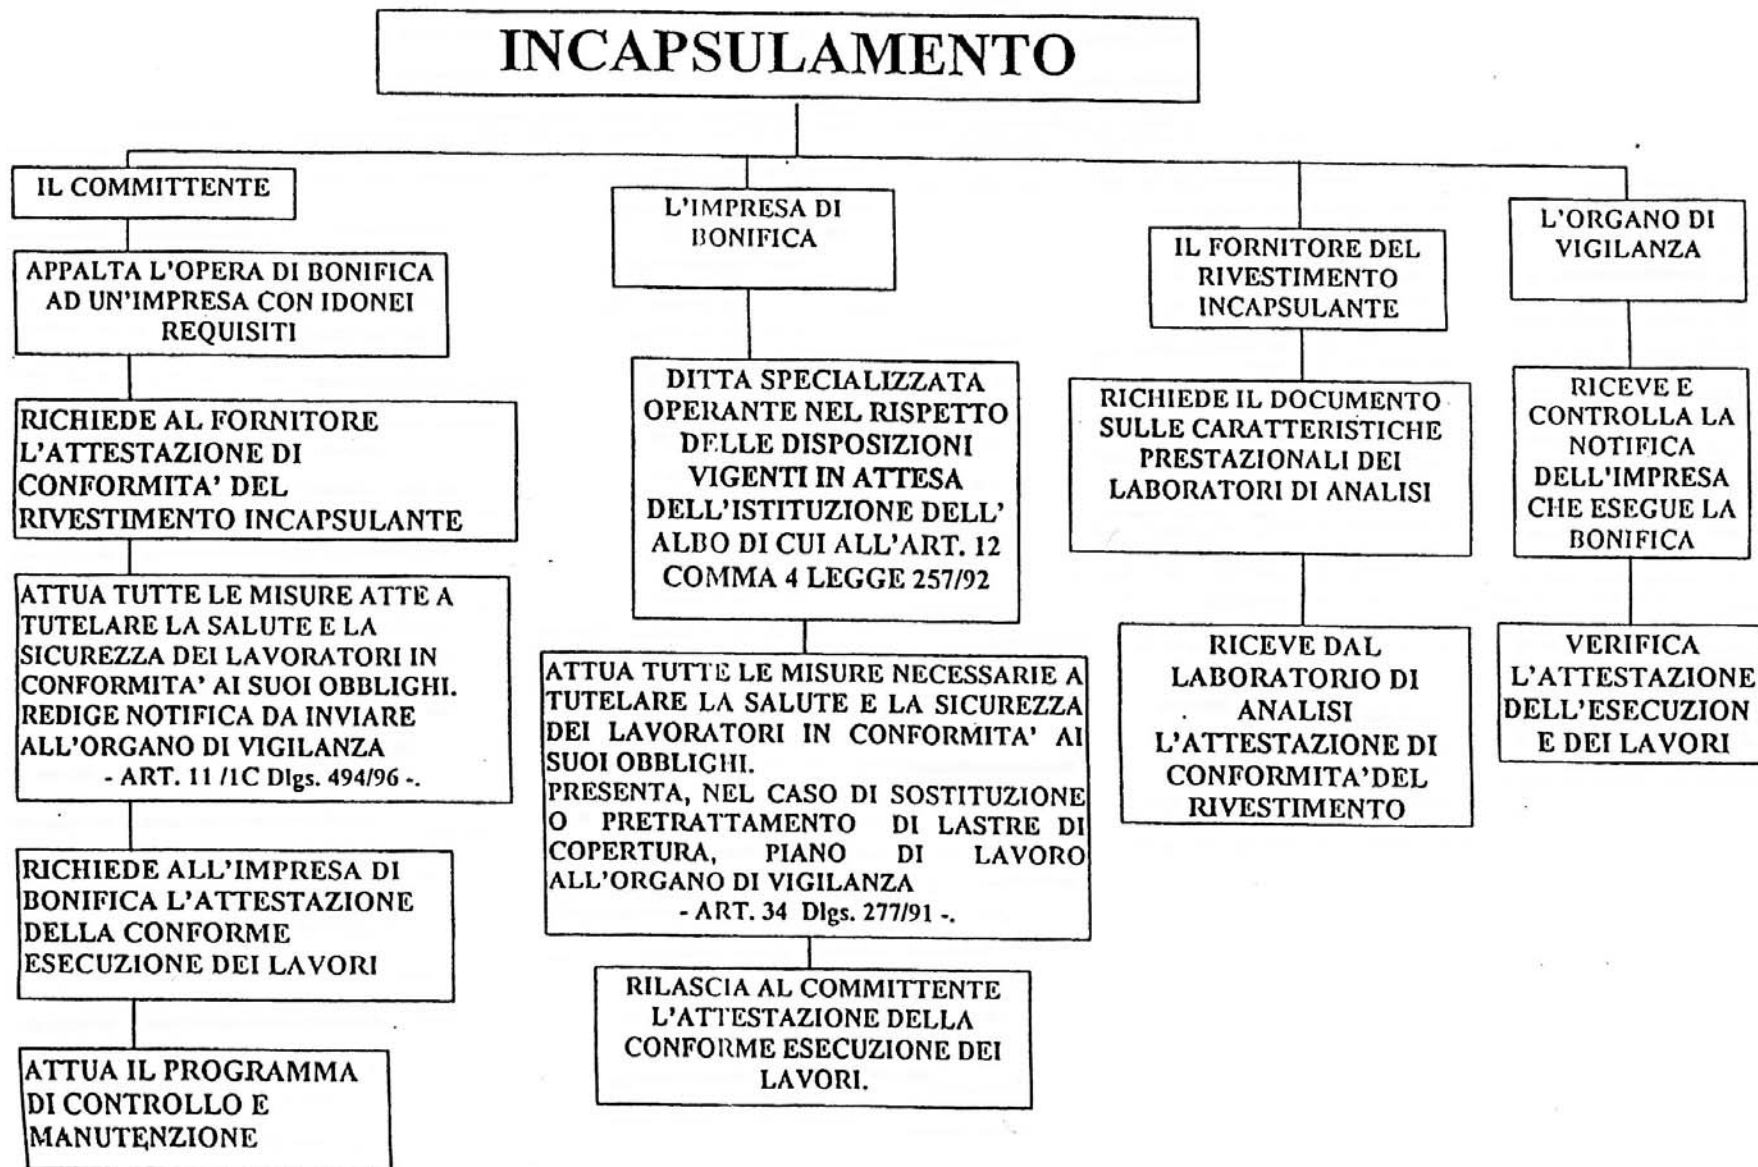 INCAPSULAMENTO
IL COMMITTENTE
APPALTA L'OPERA DI BONIFICA
AD UN'IMPRESA CON IDONEI
REQUISITI
RICHIEDE AL FORNITORE
L'ATTESTAZIONE DI
CONFORMITA' DEL
RIVESTIMENTO INCAPSULANTE
ATTUA TUTTE LE MISURE ATTE A
TUTELARE LA SALUTE E LA
SICUREZZA DEI LAVORATORI IN
CONFORMITA' AI SUOI OBBLIGHI.
REDIGE NOTIFICA DA INVIARE
ALL'ORGANO DI VIGILANZA
- ART. 11 /1C Dlgs. 494/96 -.
RICHIEDE ALL'IMPRESA DI
BONIFICA L'ATTESTAZIONE
DELLA CONFORME
ESECUZIONE DEI LAVORI
ATTUA IL PROGRAMMA
DI CONTROLLO E
MANUTENZIONE
L'IMPRESA DI
BONIFICA
DITTA SPECIALIZZATA
OPERANTE NEL RISPETTO
DELLE DISPOSIZIONI
VIGENTI IN ATTESA
DELL'ISTITUZIONE DELL'
ALBO DI CUI ALL'ART. 12
COMMA 4 LEGGE 257/92
ATTUA TUTTE LE MISURE NECESSARIE A
TUTELARE LA SALUTE E LA SICUREZZA
DEI LAVORATORI IN CONFORMITA' AI
SUOI OBBLIGHI.
PRESENTA, NEL CASO DI SOSTITUZIONE
O PRETRATTAMENTO DI LASTRE DI
COPERTURA, PIANO DI LAVORO
ALL'ORGANO DI VIGILANZA
- ART. 34 Dlgs. 277/91 -.
RILASCIA AL COMMITTENTE
L'ATTESTAZIONE DELLA
CONFORME ESECUZIONE DEI
LAVORI.
IL FORNITORE DEL
RIVESTIMENTO
INCAPSULANTE
RICHIEDE IL DOCUMENTO
SULLE CARATTERISTICHE
PRESTAZIONALI DEI
LABORATORI DI ANALISI
RICEVE DAL
LABORATORIO DI
ANALISI
L'ATTESTAZIONE DI
CONFORMITA'DEL
RIVESTIMENTO
L'ORGANO DI
VIGILANZA
RICEVE E
CONTROLLA LA
NOTIFICA
DELL'IMPRESA
CHE ESEGUE LA
BONIFICA
VERIFICA
L'ATTESTAZIONE
DELL'ESECUZION
E DEI LAVORI